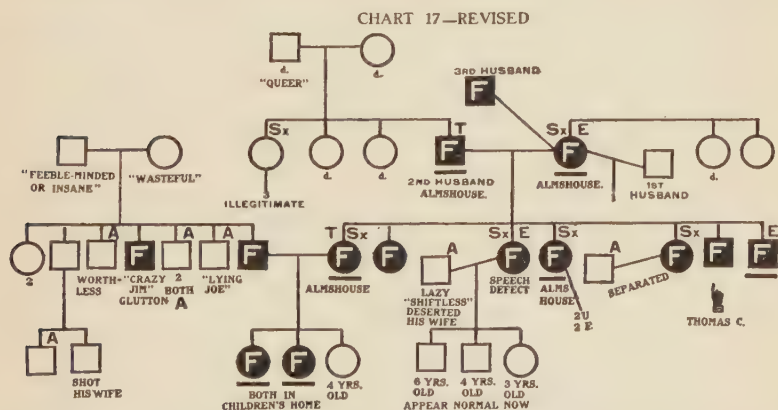 CHART 17—REVISED
d.
"QUEER"
d.
3RD HUSBAND
F
Sx
T
Sx E
F
F
d.
d.
d.
3
ILLEGITIMATE
2ND HUSBAND
ALMSHOUSE.
ALMSHOUSE.
1
1ST
HUSBAND
"FEEBLE-MINDED
OR INSANE"
"WASTEFUL"
2
A
WORTH-
LESS
F
"CRAZY
JIM"
GLUTTON
A
2
BOTH
A
A
"LYING
JOE"
F
T Sx
F
ALMSHOUSE
F
A
LAZY
"SHIFTLESS"
DESERTED
HIS WIFE
Sx E
F
SPEECH
DEFECT
Sx
F
ALMS
HOUSE
2 U
2 F.
A
SEPARATED
Sx
F
F
THOMAS C.
E
F
A
SHOT
HIS WIFE
F
F
BOTH IN
CHILDREN'S HOME
4 YRS.
OLD
6 YRS.
OLD
4 YRS.
OLD
3 YRS.
OLD
APPEAR NORMAL NOW